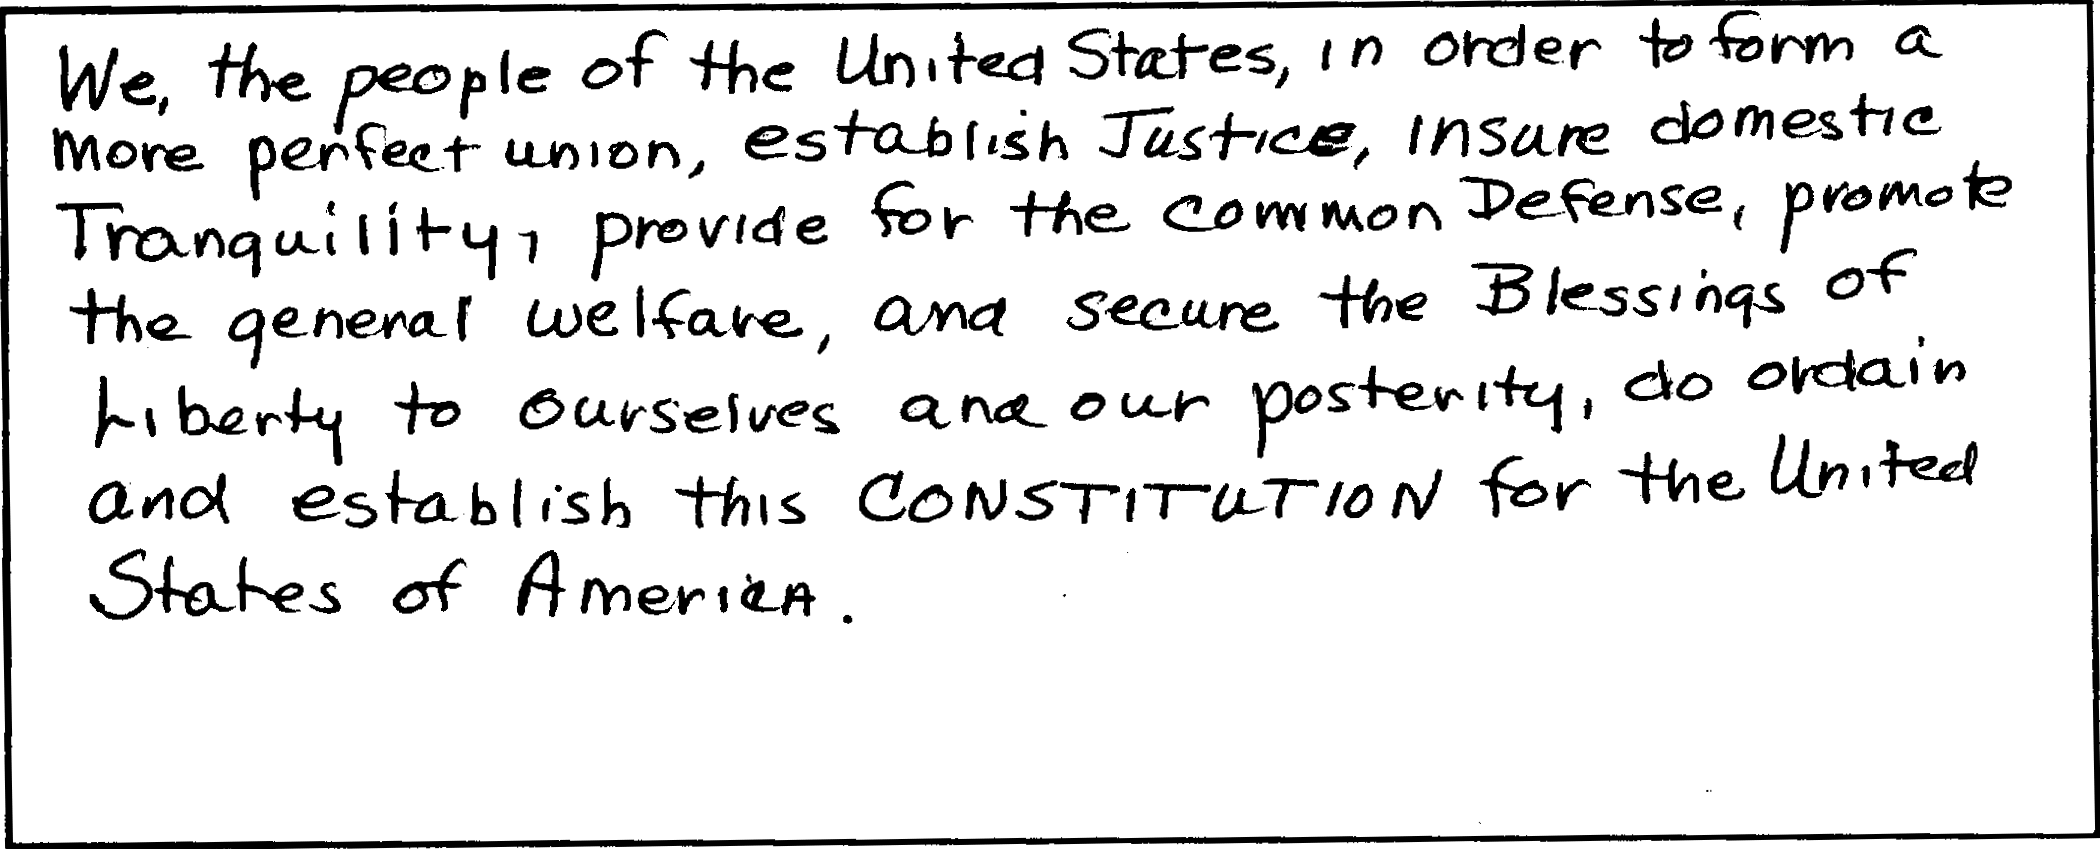 We, the people of the United States, in order to form a
more perfect union, establish Justice, insure domestic
Tranquility, provide for the common Defense, promote
the general welfare, and secure the Blessings of
Liberty to ourselves and our posterity, do ordain
and establish this CONSTITUTION for the United
States of America.